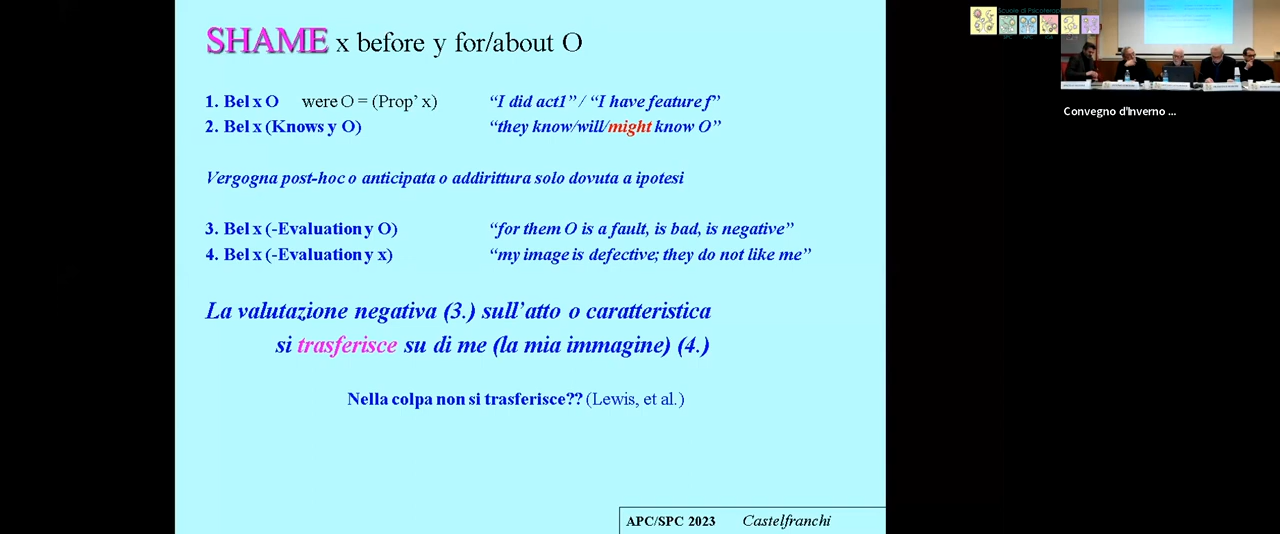 SHAME x before y for/about O
1. Bel x O were O = (Prop' x) “I did act1” / “I have feature f”
2. Bel x (Knows y O) “they know/will/might know O”
Vergogna post-hoc o anticipata o addirittura solo dovuta a ipotesi
3. Bel x (-Evaluation y O) “for them O is a fault, is bad, is negative”
4. Bel x (-Evaluation y x) “my image is defective; they do not like me”
La valutazione negativa (3.) sull’atto o caratteristica
si trasferisce su di me (la mia immagine) (4.)
Nella colpa non si trasferisce?? (Lewis, et al.)
APC/SPC 2023 Castelfranchi
Scuole di Psicoterapia
Convegno d'Inverno ...